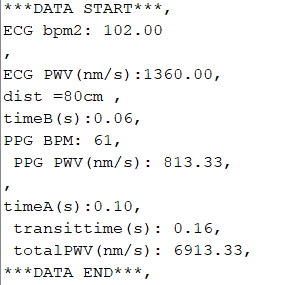 ***DATA START***,
ECG bpm2: 102.00
,
ECG PWV(nm/s):1360.00,
dist =80cm ,
timeB(s):0.06,
PPG BPM: 61,
PPG PWV(nm/s): 813.33,
,
timeA(s):0.10,
transittime(s): 0.16,
totalPWV(nm/s): 6913.33,
***DATA END***,